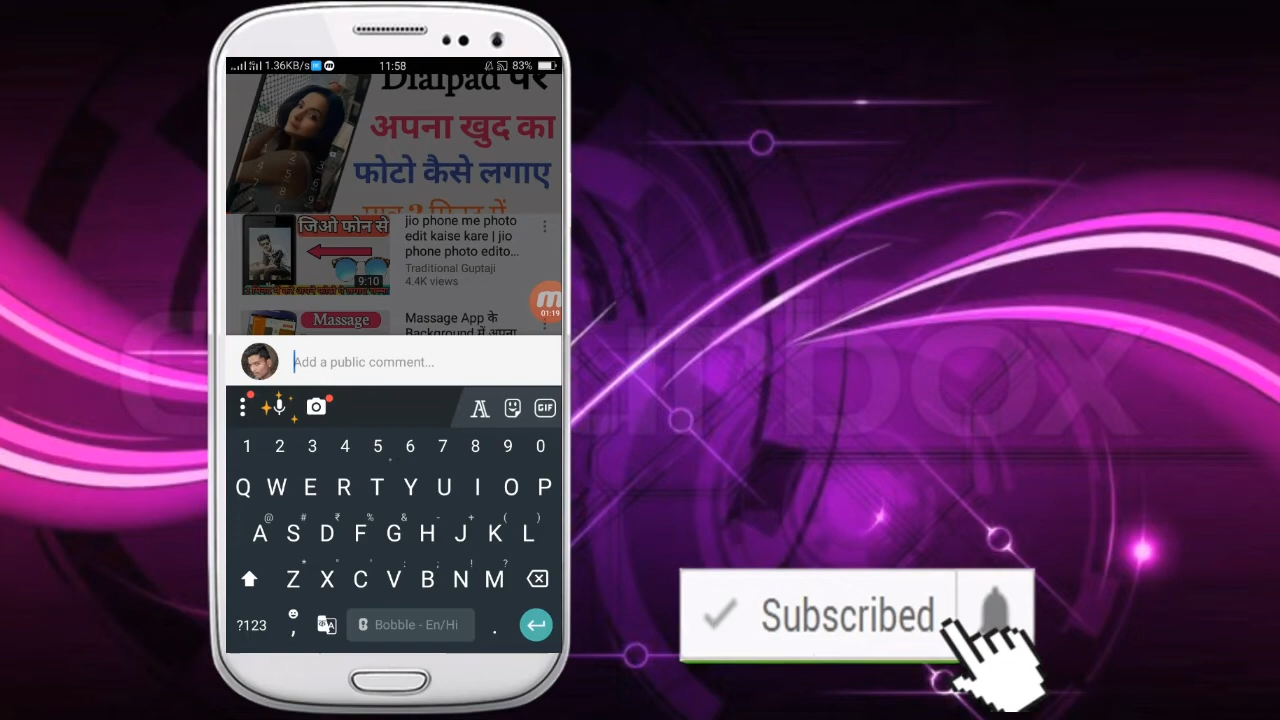 1.36KB/s 11:58 83%
Dialpad पर
अपना खुद का
फोटो कैसे लगाए
जिओ फोन से
9:10
jio phone me photo
edit kaise kare | jio
phone photo edito...
Traditional Guptaji
4.4K views
01:19
Massage
Massage App के
Background में अपना
Add a public comment...
GIF
1 2 3 4 5 6 7 8 9 0
Q W E R T Y U I O P
@ # ₹ % & - + ( )
A S D F G H J K L
* " ' : ; ! ?
Z X C V B N M
?123 , Bobble - En/Hi .
Subscribed